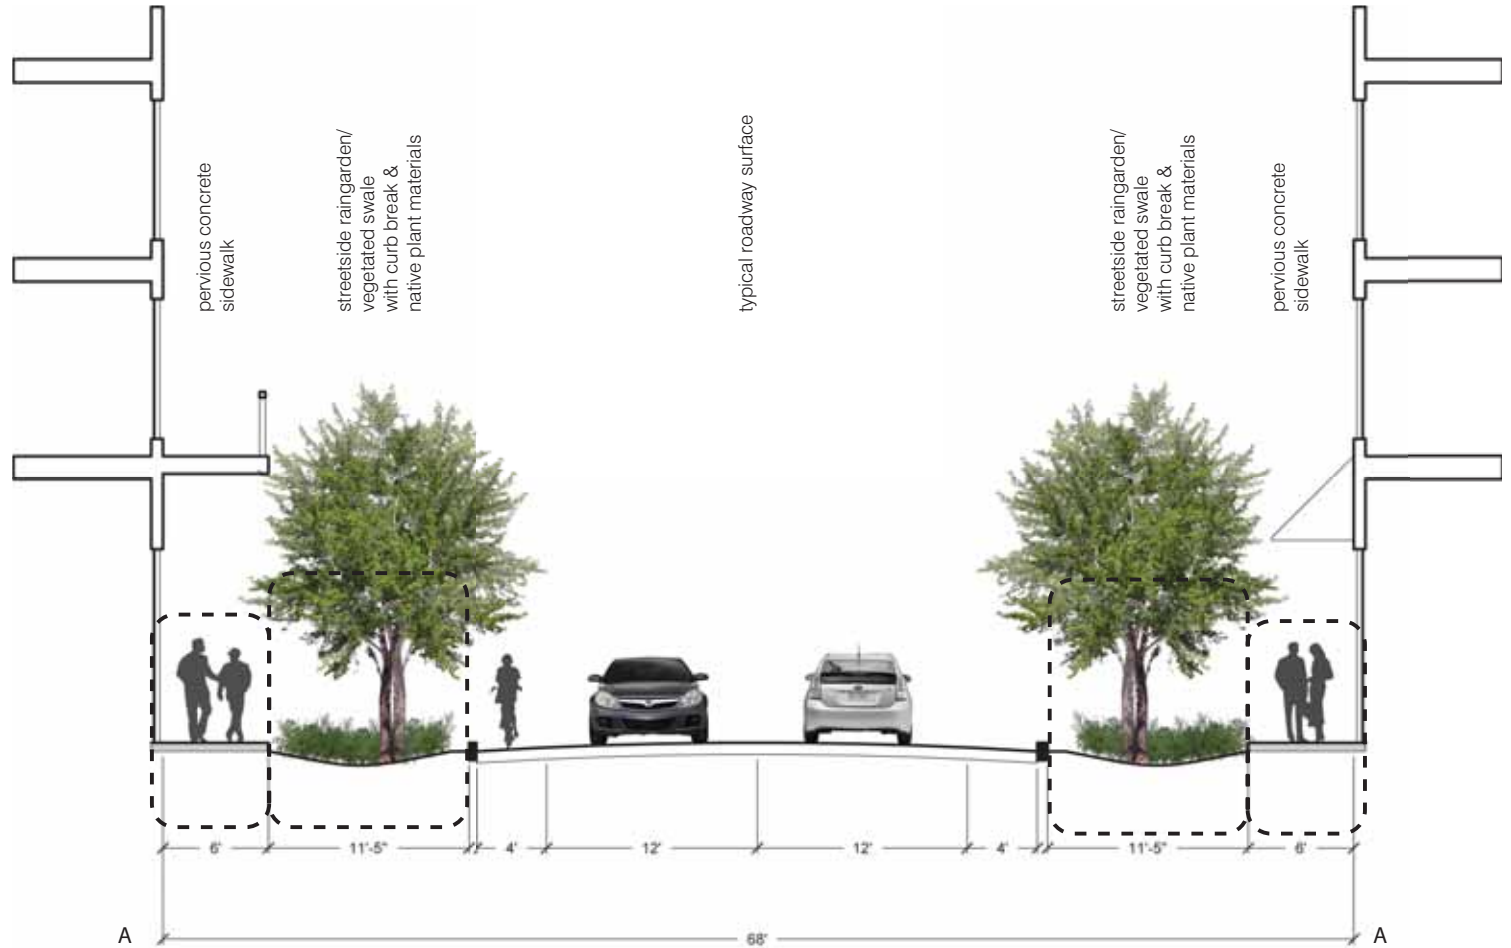 pervious concrete
sidewalk
streetside raingarden/
vegetated swale
with curb break &
native plant materials
typical roadway surface
streetside raingarden/
vegetated swale
with curb break &
native plant materials
pervious concrete
sidewalk
6'
11'-5"
4'
12'
12'
4'
11'-5"
6'
A
68'
A